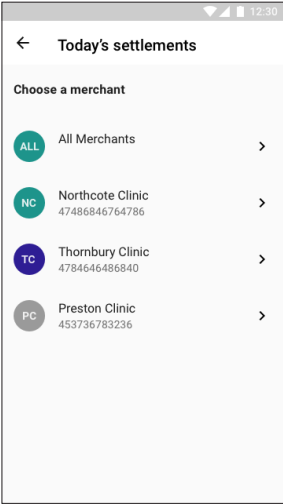 12:30
Today's settlements
Choose a merchant
ALL
All Merchants
NC
Northcote Clinic
47486846764786
TC
Thornbury Clinic
4784646486840
PC
Preston Clinic
453736783236